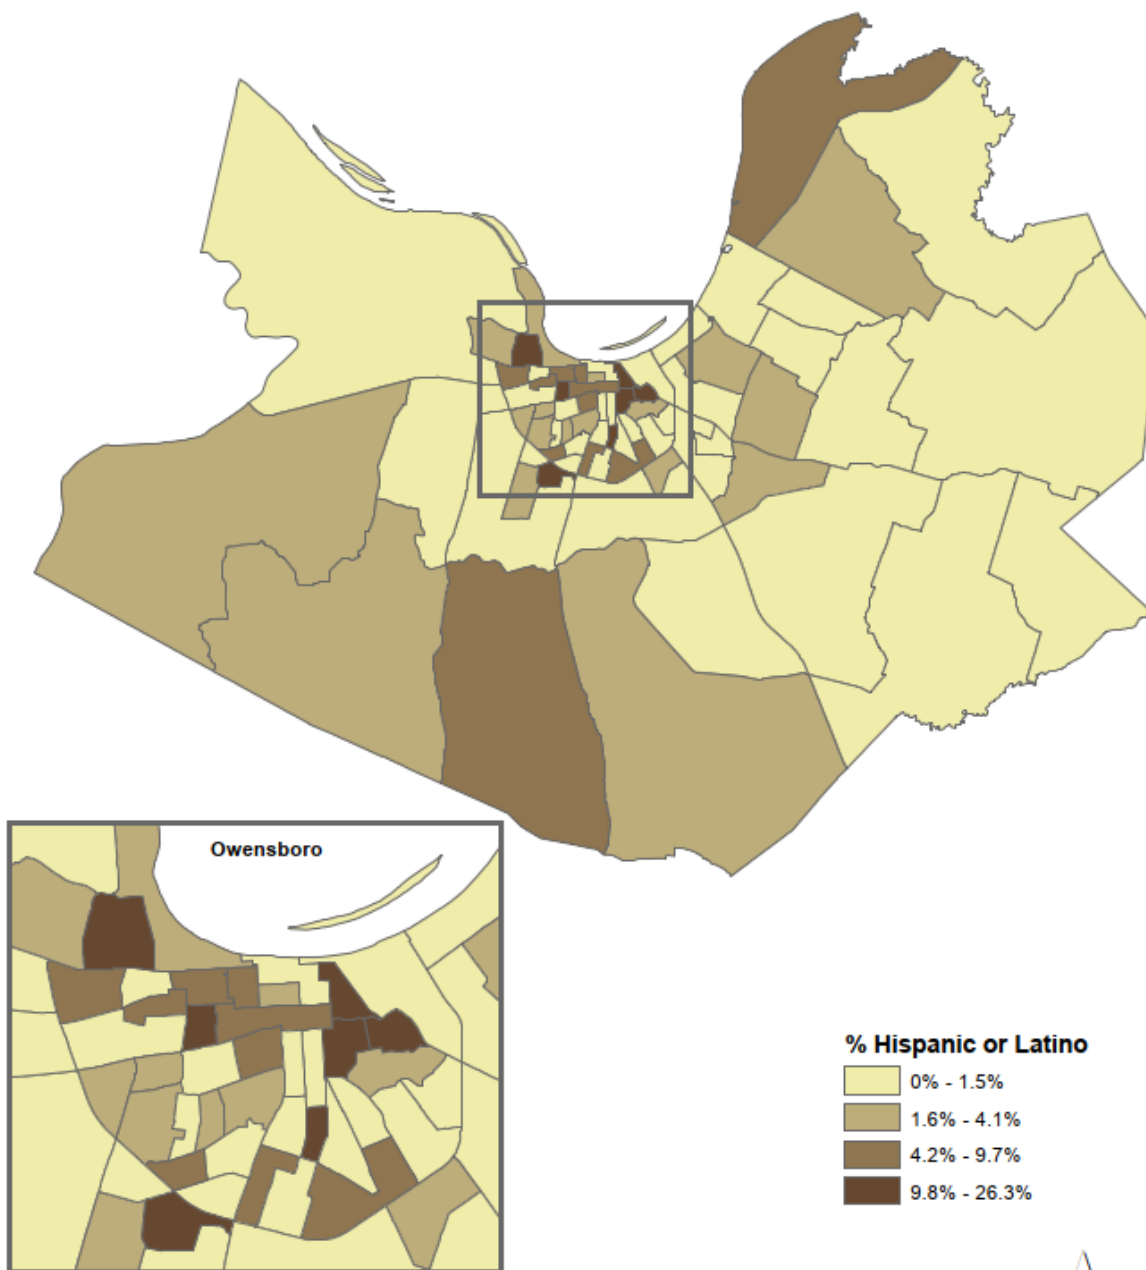 Owensboro
% Hispanic or Latino
0% - 1.5%
1.6% - 4.1%
4.2% - 9.7%
9.8% - 26.3%